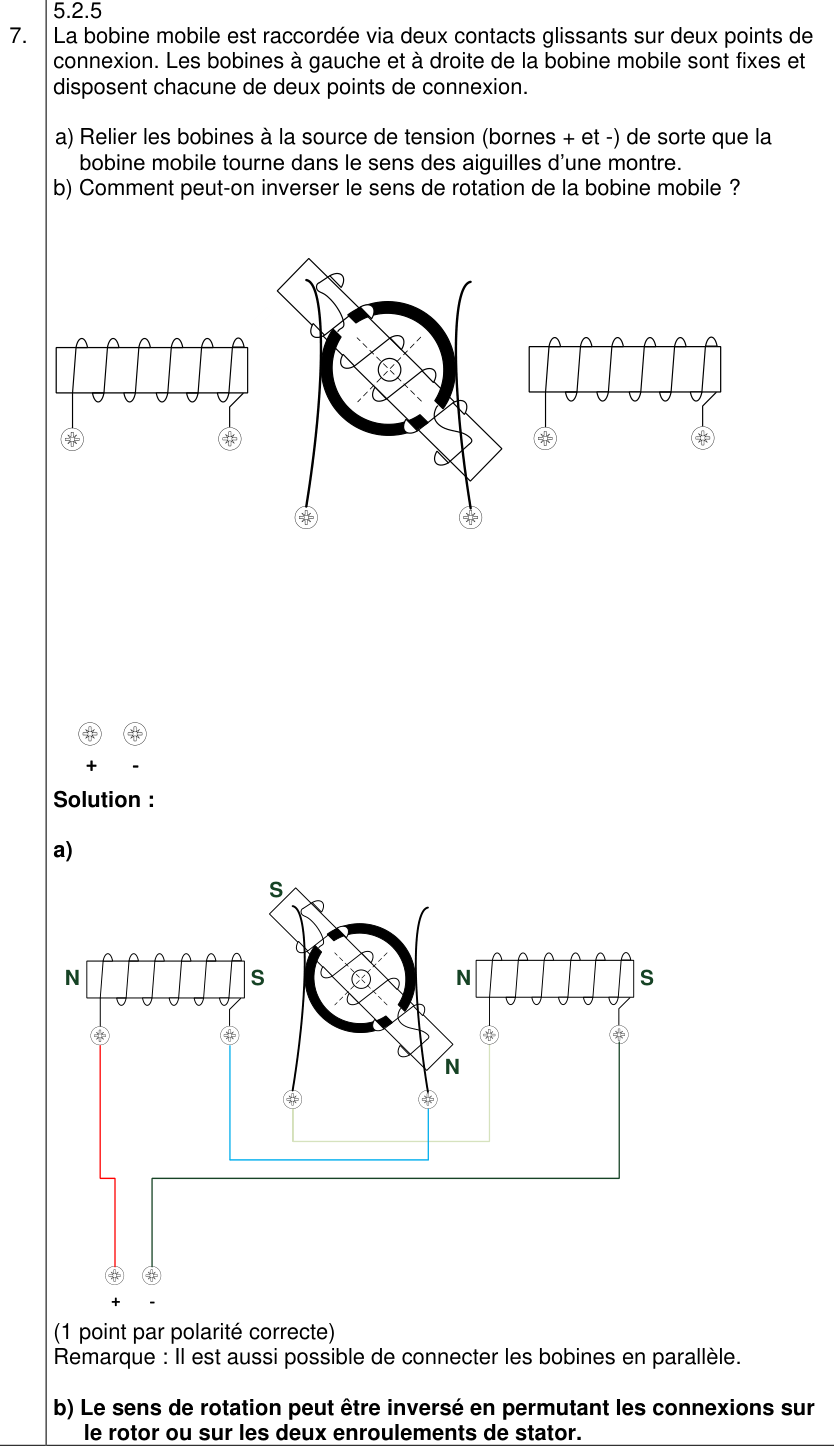 5.2.5
7. La bobine mobile est raccordée via deux contacts glissants sur deux points de
connexion. Les bobines à gauche et à droite de la bobine mobile sont fixes et
disposent chacune de deux points de connexion.
a) Relier les bobines à la source de tension (bornes + et -) de sorte que la
bobine mobile tourne dans le sens des aiguilles d'une montre.
b) Comment peut-on inverser le sens de rotation de la bobine mobile ?
+ -
Solution :
a)
S
N S N S
N
+ -
(1 point par polarité correcte)
Remarque : Il est aussi possible de connecter les bobines en parallèle.
b) Le sens de rotation peut être inversé en permutant les connexions sur
le rotor ou sur les deux enroulements de stator.